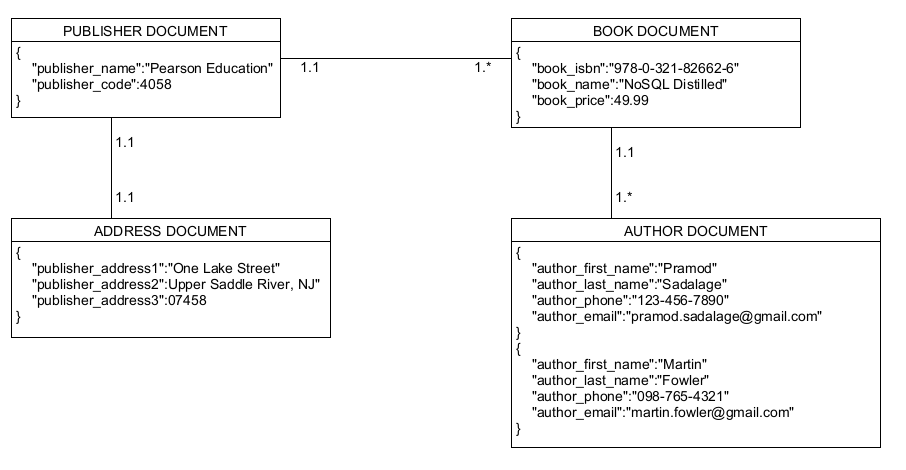 PUBLISHER DOCUMENT
{
"publisher_name":"Pearson Education"
"publisher_code":4058
}
1.1
1.*
BOOK DOCUMENT
{
"book_isbn":"978-0-321-82662-6"
"book_name":"NoSQL Distilled"
"book_price":49.99
}
1.1
1.1
ADDRESS DOCUMENT
{
"publisher_address1":"One Lake Street"
"publisher_address2":Upper Saddle River, NJ"
"publisher_address3":07458
}
1.1
1.*
AUTHOR DOCUMENT
{
"author_first_name":"Pramod"
"author_last_name":"Sadalage"
"author_phone":"123-456-7890"
"author_email":"pramod.sadalage@gmail.com"
}
{
"author_first_name":"Martin"
"author_last_name":"Fowler"
"author_phone":"098-765-4321"
"author_email":"martin.fowler@gmail.com"
}